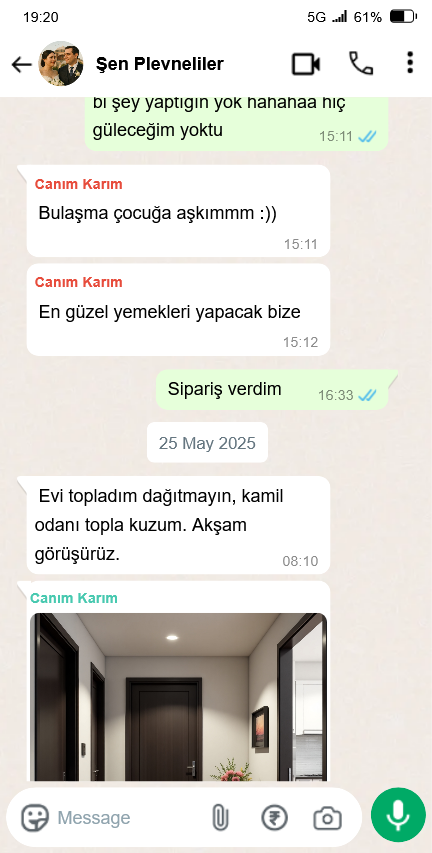 19:20
5G
61%
Şen Plevneliler
bi şey yaptığın yok hahahaa hiç
güleceğim yoktu
15:11
Canım Karım
Bulaşma çocuğa aşkımmm :))
15:11
Canım Karım
En güzel yemekleri yapacak bize
15:12
Sipariş verdim
16:33
25 May 2025
Evi topladım dağıtmayın, kamil
odanı topla kuzum. Akşam
görüşürüz.
08:10
Canım Karım
Message